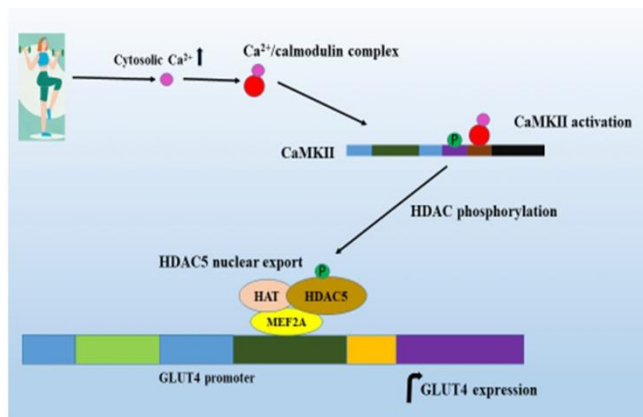 Cytosolic Ca²⁺
Ca²⁺/calmodulin complex
CaMKII activation
P
CaMKII
HDAC phosphorylation
HDAC5 nuclear export
P
HAT
HDAC5
MEF2A
GLUT4 promoter
GLUT4 expression